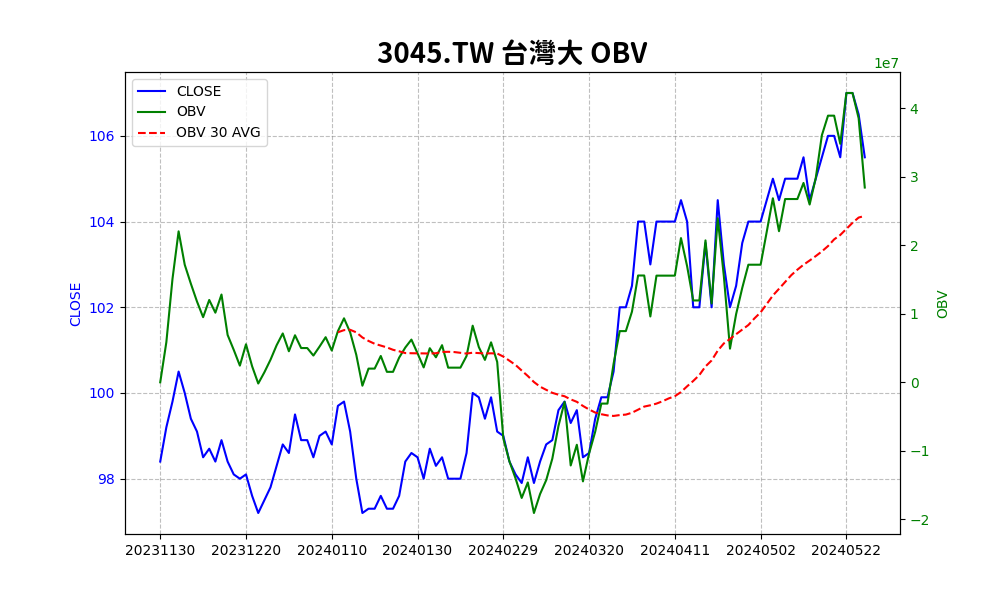 3045.TW 台灣大 OBV
1e7
CLOSE
OBV
OBV 30 AVG
106
104
102
100
98
CLOSE
4
3
2
1
0
−1
−2
OBV
20231130 20231220 20240110 20240130 20240229 20240320 20240411 20240502 20240522